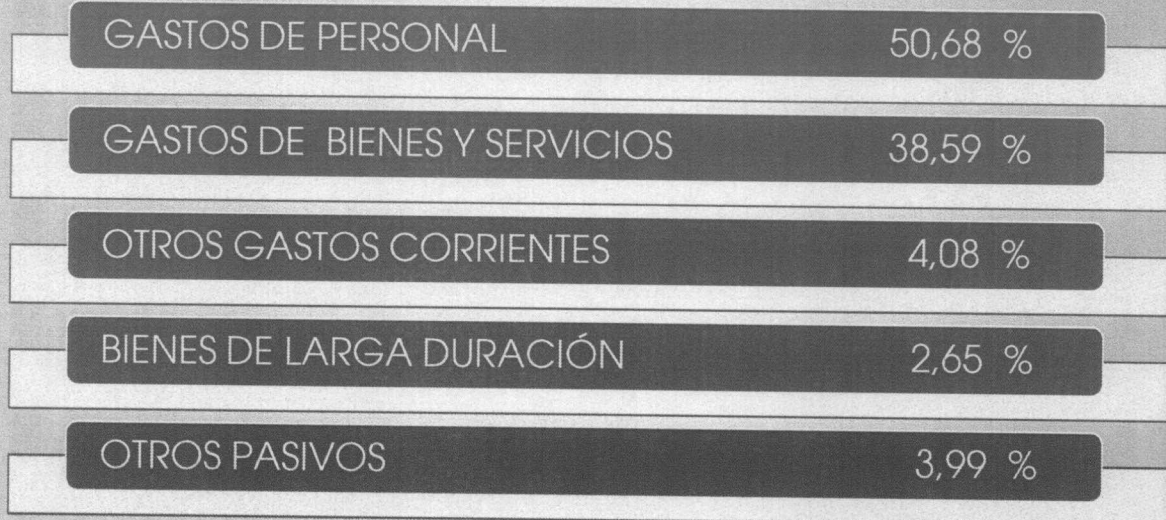 GASTOS DE PERSONAL 50,68 %
GASTOS DE BIENES Y SERVICIOS 38,59 %
OTROS GASTOS CORRIENTES 4,08 %
BIENES DE LARGA DURACIÓN 2,65 %
OTROS PASIVOS 3,99 %